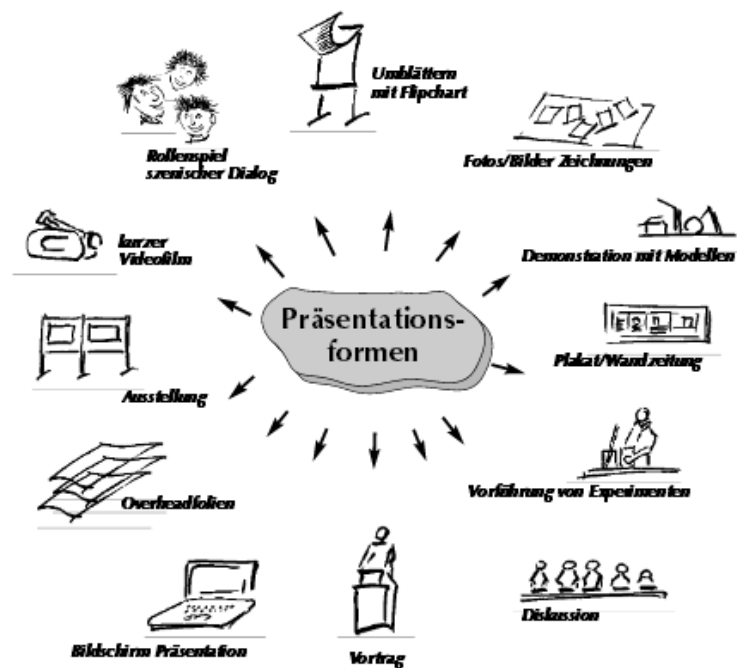 Umblättern
mit Flipchart
Rollenspiel
szenischer Dialog
Fotos/Bilder Zeichnungen
kurzer
Videofilm
Demonstration mit Modellen
Präsentations-
formen
Plakat/Wandzeitung
Ausstellung
Vorführung von Experimenten
Overheadfolien
Diskussion
Bildschirm Präsentation
Vortrag